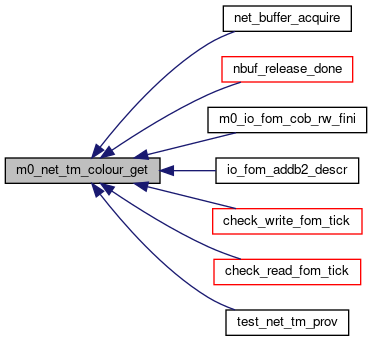 net_buffer_acquire
nbuf_release_done
m0_io_fom_cob_rw_fini
m0_net_tm_colour_get
io_fom_addb2_descr
check_write_fom_tick
check_read_fom_tick
test_net_tm_prov